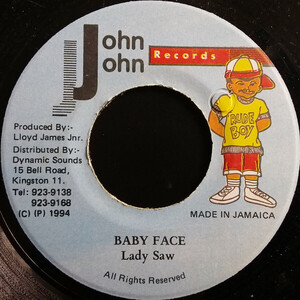 John
John
Records
RUDE
BOY
Produced By:-
Lloyd James Jnr.
Distributed By:-
Dynamic Sounds
15 Bell Road,
Kingston 11.
Tel: 923-9138
923-9168
(C) (P) 1994
MADE IN JAMAICA
BABY FACE
Lady Saw
All Rights Reserved